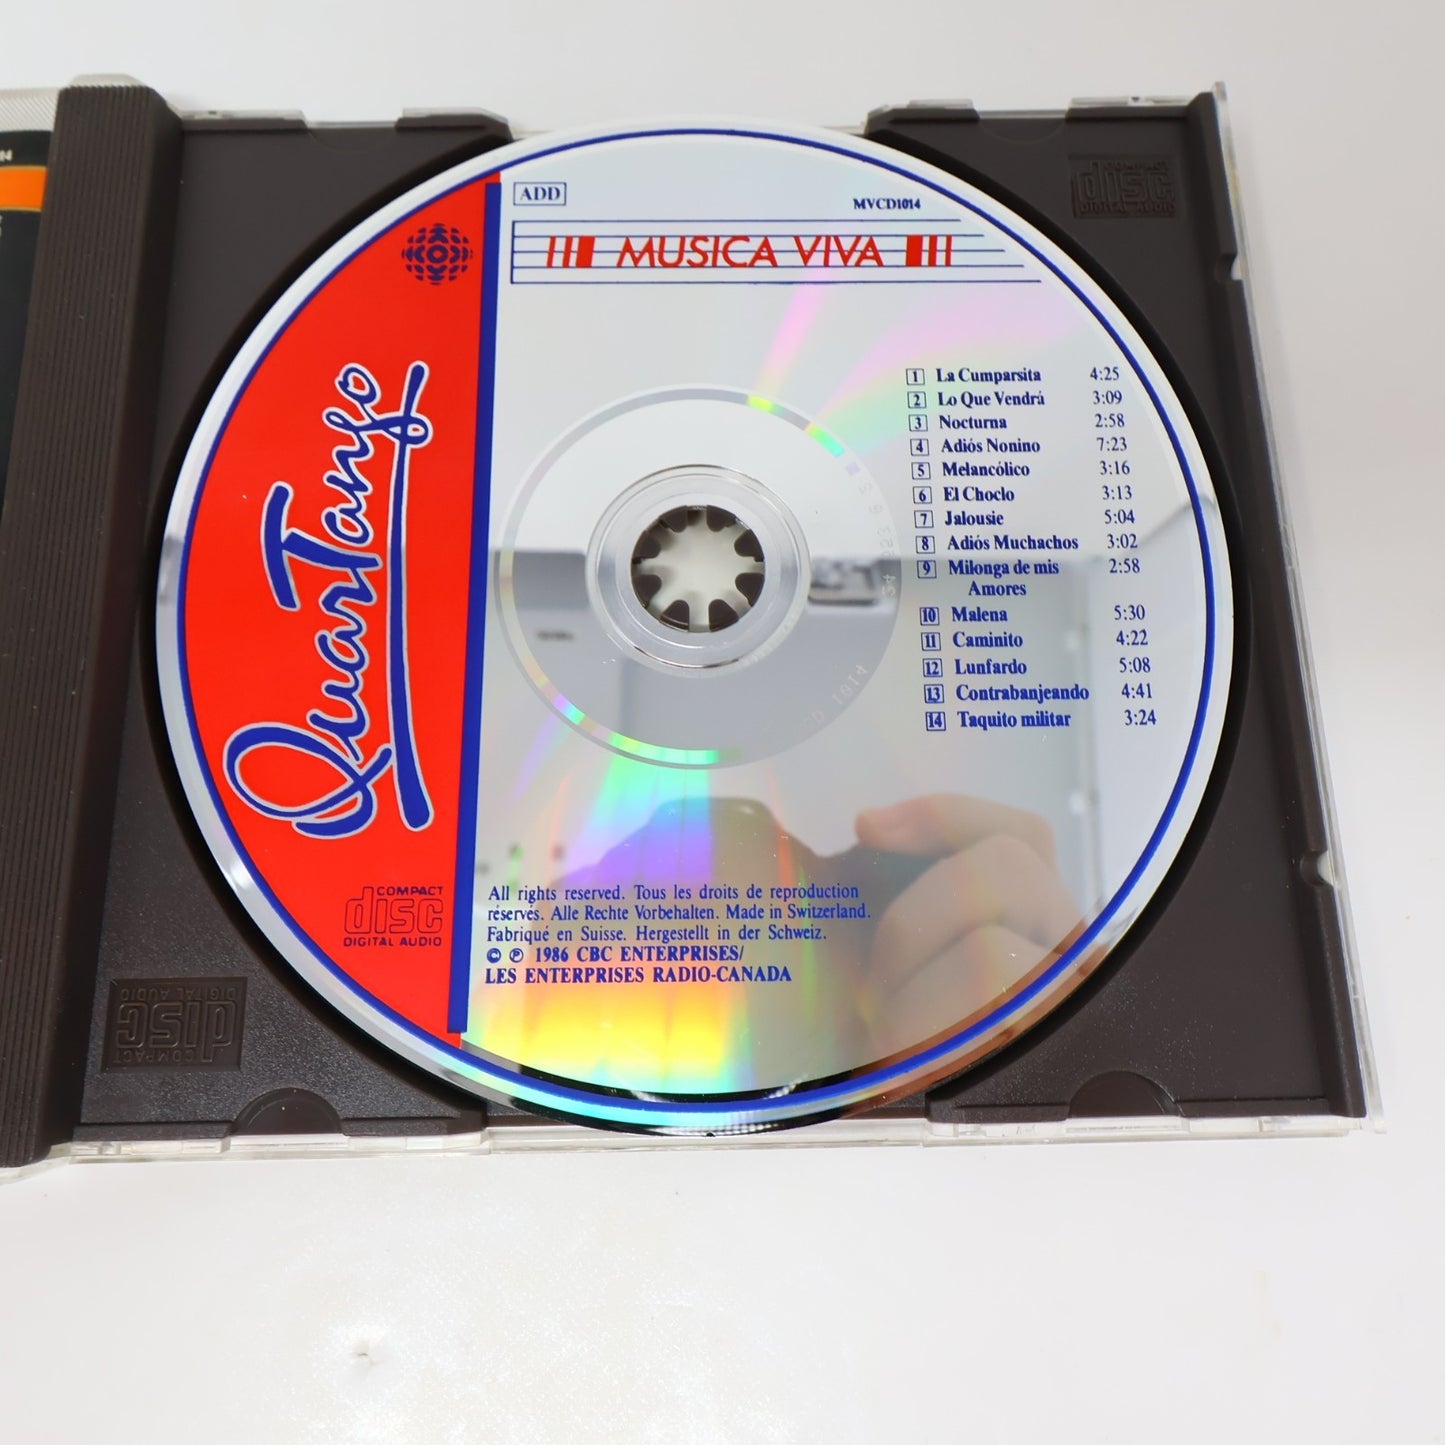 ADD
MVCD1014
MUSICA VIVA
QuarTango
1 La Cumparsita 4:25
2 Lo Que Vendrá 3:09
3 Nocturna 2:58
4 Adiós Nonino 7:23
5 Melancólico 3:16
6 El Choclo 3:13
7 Jalousie 5:04
8 Adiós Muchachos 3:02
9 Milonga de mis 2:58
Amores
10 Malena 5:30
11 Caminito 4:22
12 Lunfardo 5:08
13 Contrabanjeando 4:41
14 Taquito militar 3:24
All rights reserved. Tous les droits de reproduction
réservés. Alle Rechte Vorbehalten. Made in Switzerland.
Fabriqué en Suisse. Hergestellt in der Schweiz.
© ℗ 1986 CBC ENTERPRISES/
LES ENTERPRISES RADIO-CANADA
COMPACT
disc
DIGITAL AUDIO
COMPACT
disc
DIGITAL AUDIO
COMPACT
disc
DIGITAL AUDIO